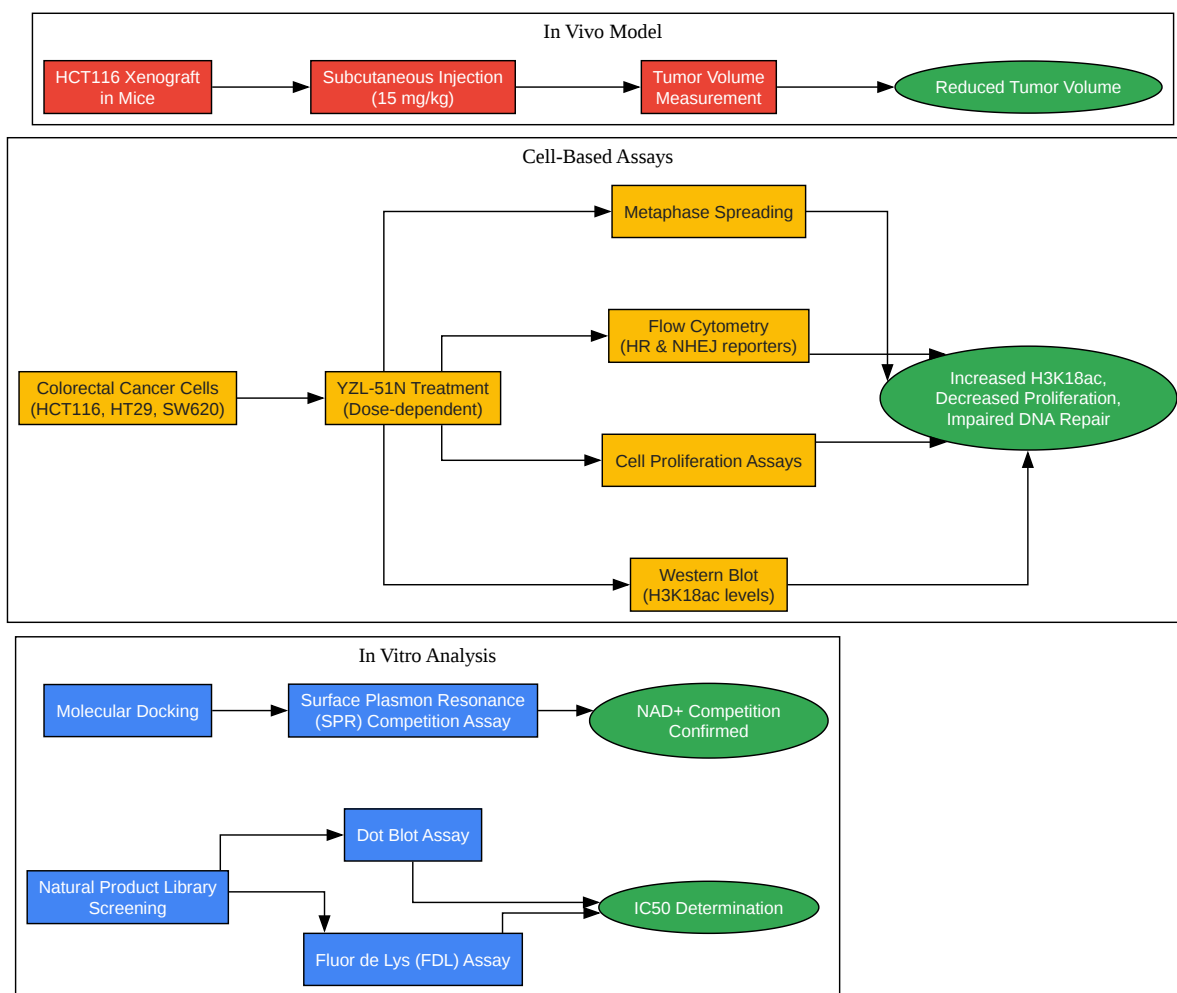 In Vivo Model
HCT116 Xenograft
in Mice
Subcutaneous Injection
(15 mg/kg)
Tumor Volume
Measurement
Reduced Tumor Volume
Cell-Based Assays
Metaphase Spreading
Flow Cytometry
(HR & NHEJ reporters)
Colorectal Cancer Cells
(HCT116, HT29, SW620)
YZL-51N Treatment
(Dose-dependent)
Increased H3K18ac,
Decreased Proliferation,
Impaired DNA Repair
Cell Proliferation Assays
Western Blot
(H3K18ac levels)
In Vitro Analysis
Molecular Docking
Surface Plasmon Resonance
(SPR) Competition Assay
NAD+ Competition
Confirmed
Dot Blot Assay
Natural Product Library
Screening
IC50 Determination
Fluor de Lys (FDL) Assay